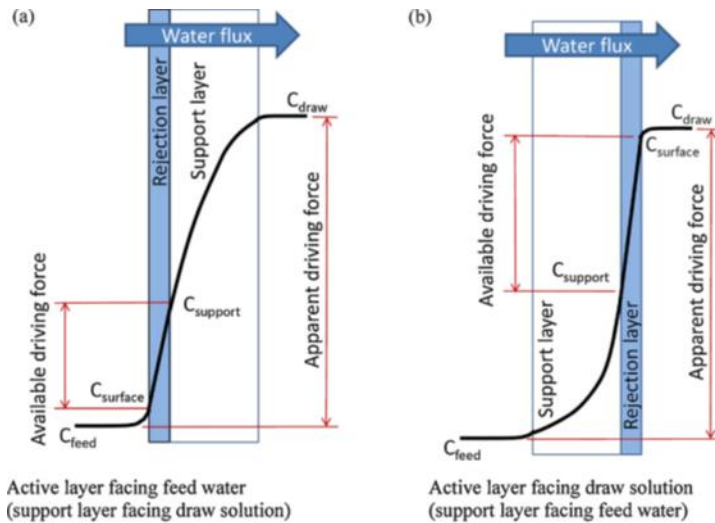 (a)
Water flux
Rejection layer
Support layer
C_draw
Apparent driving force
Available driving force
C_support
C_surface
C_feed
Active layer facing feed water
(support layer facing draw solution)
(b)
Water flux
C_draw
C_surface
Available driving force
Apparent driving force
C_support
Support layer
Rejection layer
C_feed
Active layer facing draw solution
(support layer facing feed water)